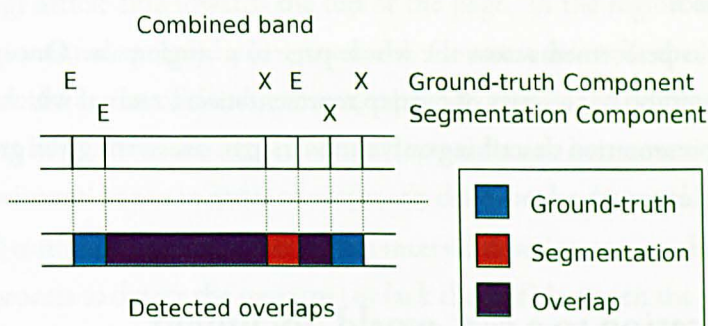 Combined band
E X E X Ground-truth Component
E X Segmentation Component
Ground-truth
Segmentation
Overlap
Detected overlaps